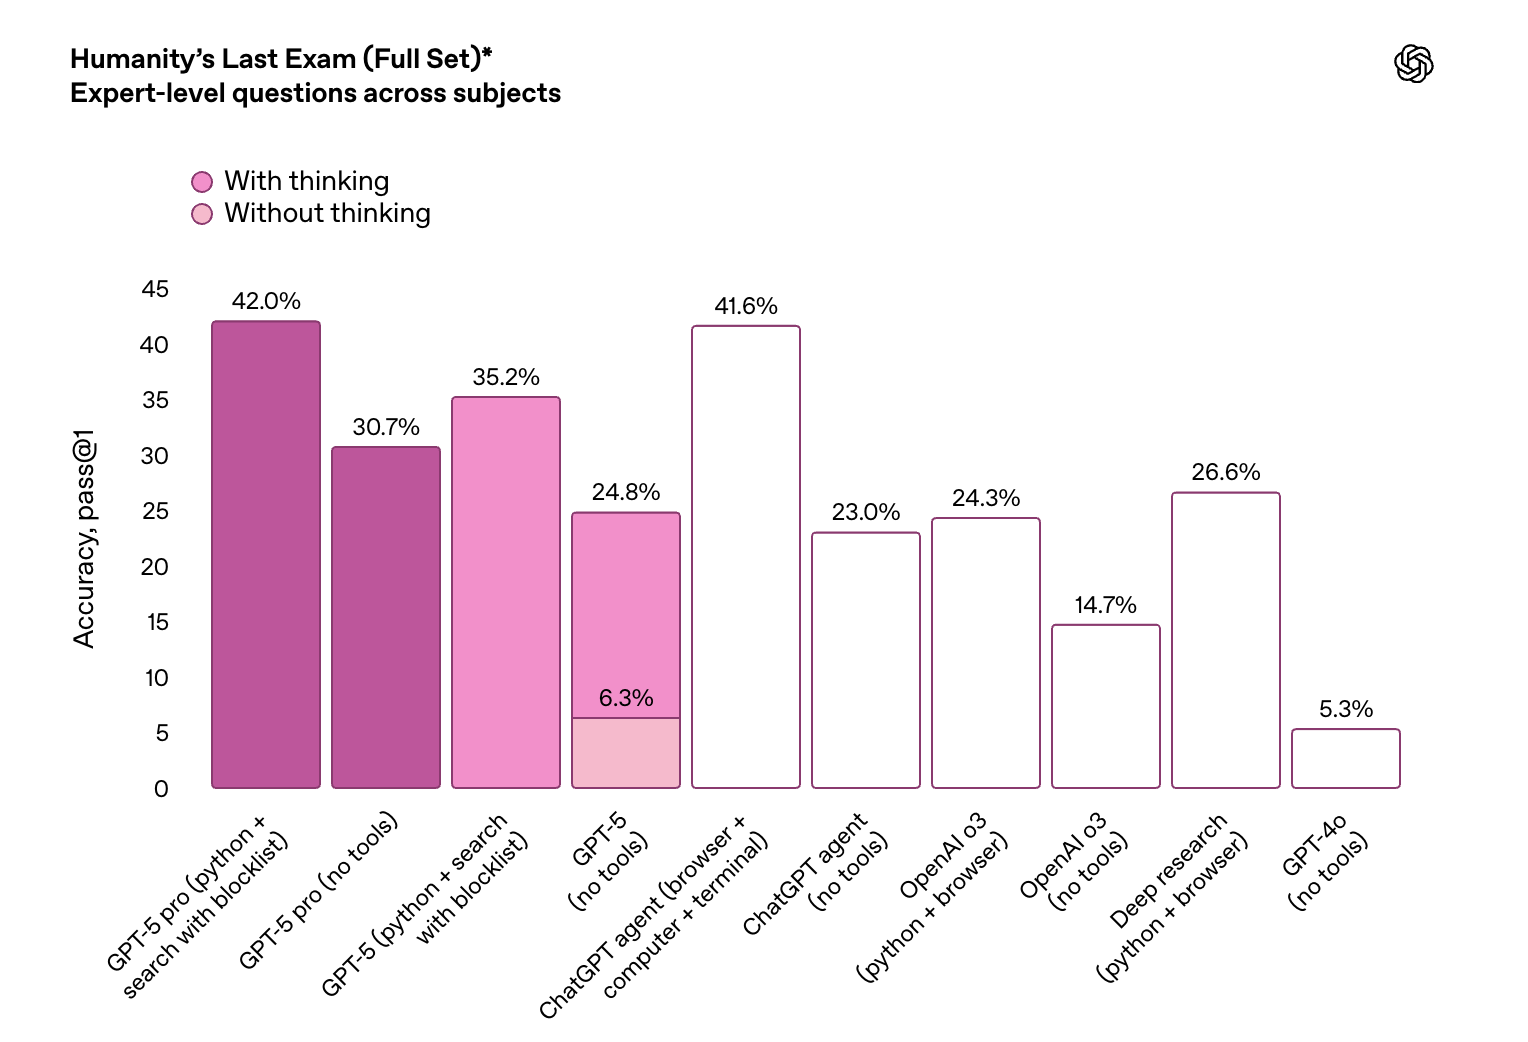 Humanity’s Last Exam (Full Set)*
Expert-level questions across subjects
With thinking
Without thinking
Accuracy, pass@1
45
40
35
30
25
20
15
10
5
0
42.0%
30.7%
35.2%
24.8%
6.3%
41.6%
23.0%
24.3%
14.7%
26.6%
5.3%
GPT-5 pro (python +
search with blocklist)
GPT-5 pro (no tools)
GPT-5 (python + search
with blocklist)
GPT-5
(no tools)
ChatGPT agent (browser +
computer + terminal)
ChatGPT agent
(no tools)
OpenAI o3
(python + browser)
OpenAI o3
(no tools)
Deep research
(python + browser)
GPT-4o
(no tools)